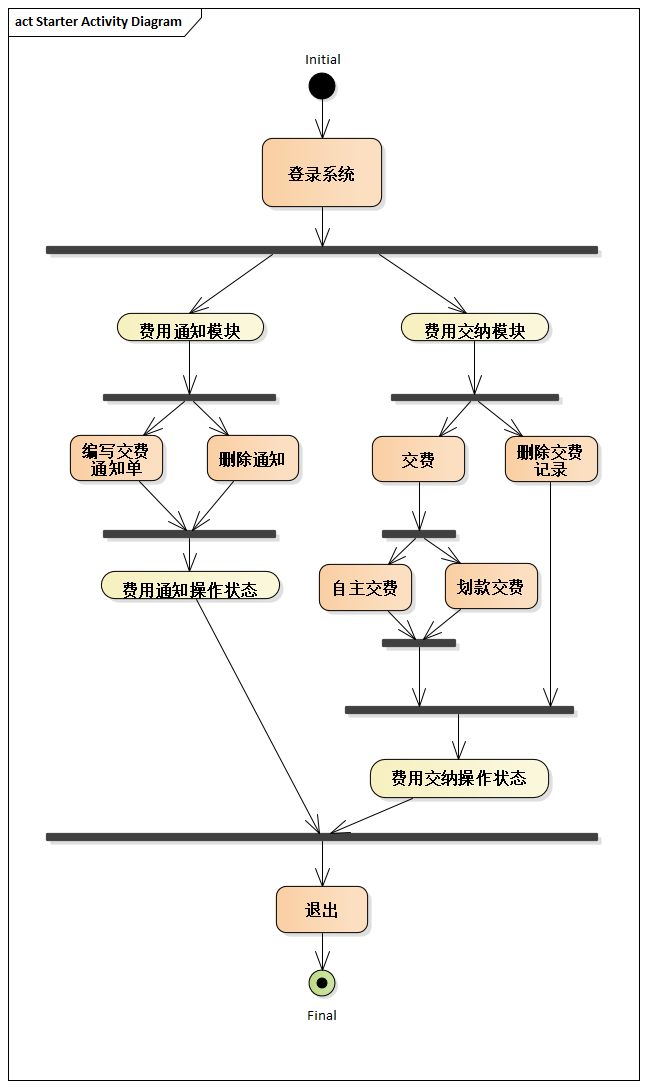 act Starter Activity Diagram
Initial
登录系统
费用通知模块
费用交纳模块
编写交费
通知单
删除通知
交费
删除交费
记录
费用通知操作状态
自主交费
划款交费
费用交纳操作状态
退出
Final